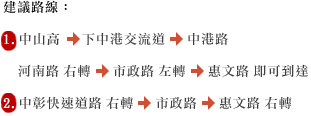 建議路線：
1. 中山高 ➡ 下中港交流道 ➡ 中港路
河南路 右轉 ➡ 市政路 左轉 ➡ 惠文路 即可到達
2. 中彰快速道路 右轉 ➡ 市政路 ➡ 惠文路 右轉